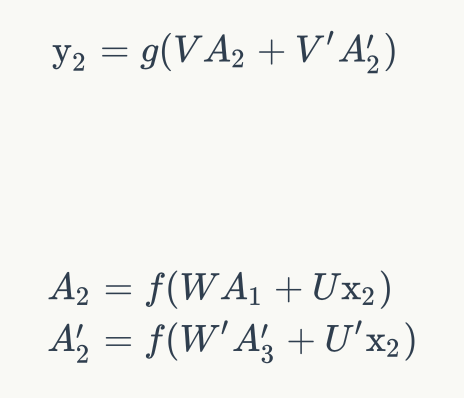 y₂ = g(VA₂ + V′A′₂)
A₂ = f(WA₁ + Ux₂)
A′₂ = f(W′A′₃ + U′x₂)